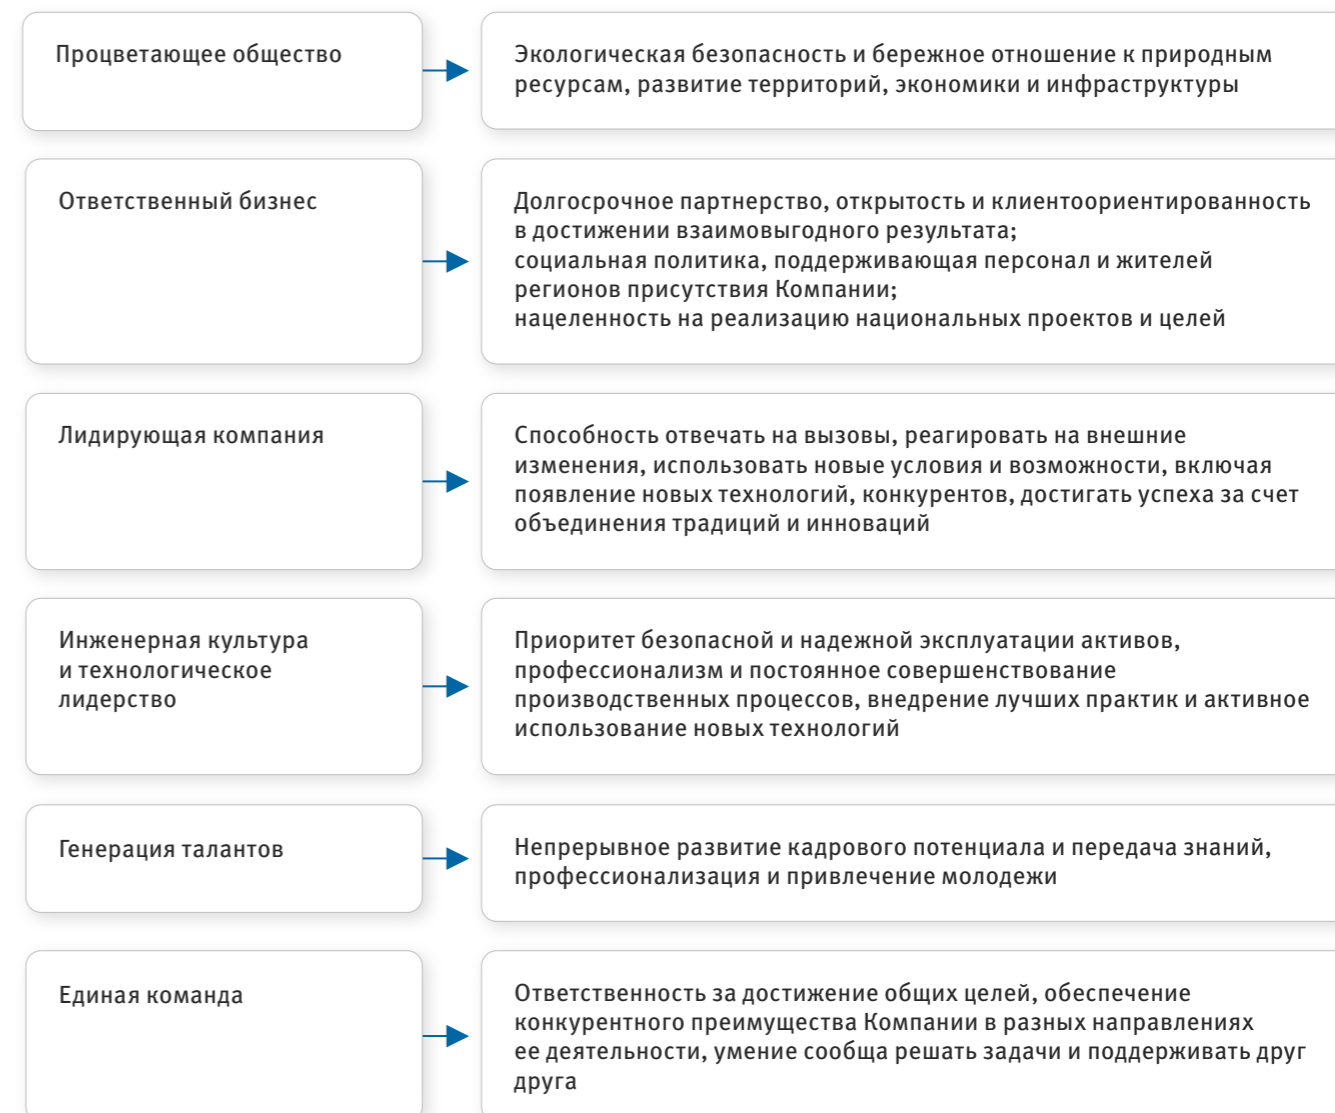 Процветающее общество
Экологическая безопасность и бережное отношение к природным
ресурсам, развитие территорий, экономики и инфраструктуры
Ответственный бизнес
Долгосрочное партнерство, открытость и клиентоориентированность
в достижении взаимовыгодного результата;
социальная политика, поддерживающая персонал и жителей
регионов присутствия Компании;
нацеленность на реализацию национальных проектов и целей
Лидирующая компания
Способность отвечать на вызовы, реагировать на внешние
изменения, использовать новые условия и возможности, включая
появление новых технологий, конкурентов, достигать успеха за счет
объединения традиций и инноваций
Инженерная культура
и технологическое
лидерство
Приоритет безопасной и надежной эксплуатации активов,
профессионализм и постоянное совершенствование
производственных процессов, внедрение лучших практик и активное
использование новых технологий
Генерация талантов
Непрерывное развитие кадрового потенциала и передача знаний,
профессионализация и привлечение молодежи
Единая команда
Ответственность за достижение общих целей, обеспечение
конкурентного преимущества Компании в разных направлениях
ее деятельности, умение сообща решать задачи и поддерживать друг
друга